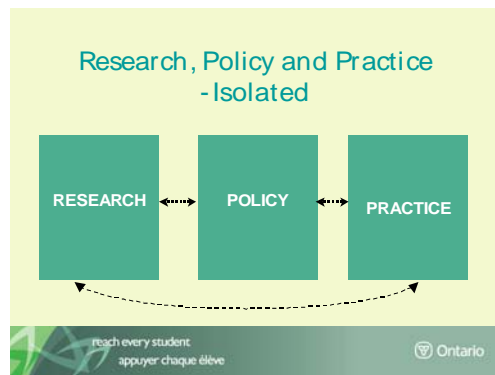 Research, Policy and Practice
- Isolated
RESEARCH
POLICY
PRACTICE
reach every student
appuyer chaque élève
Ontario